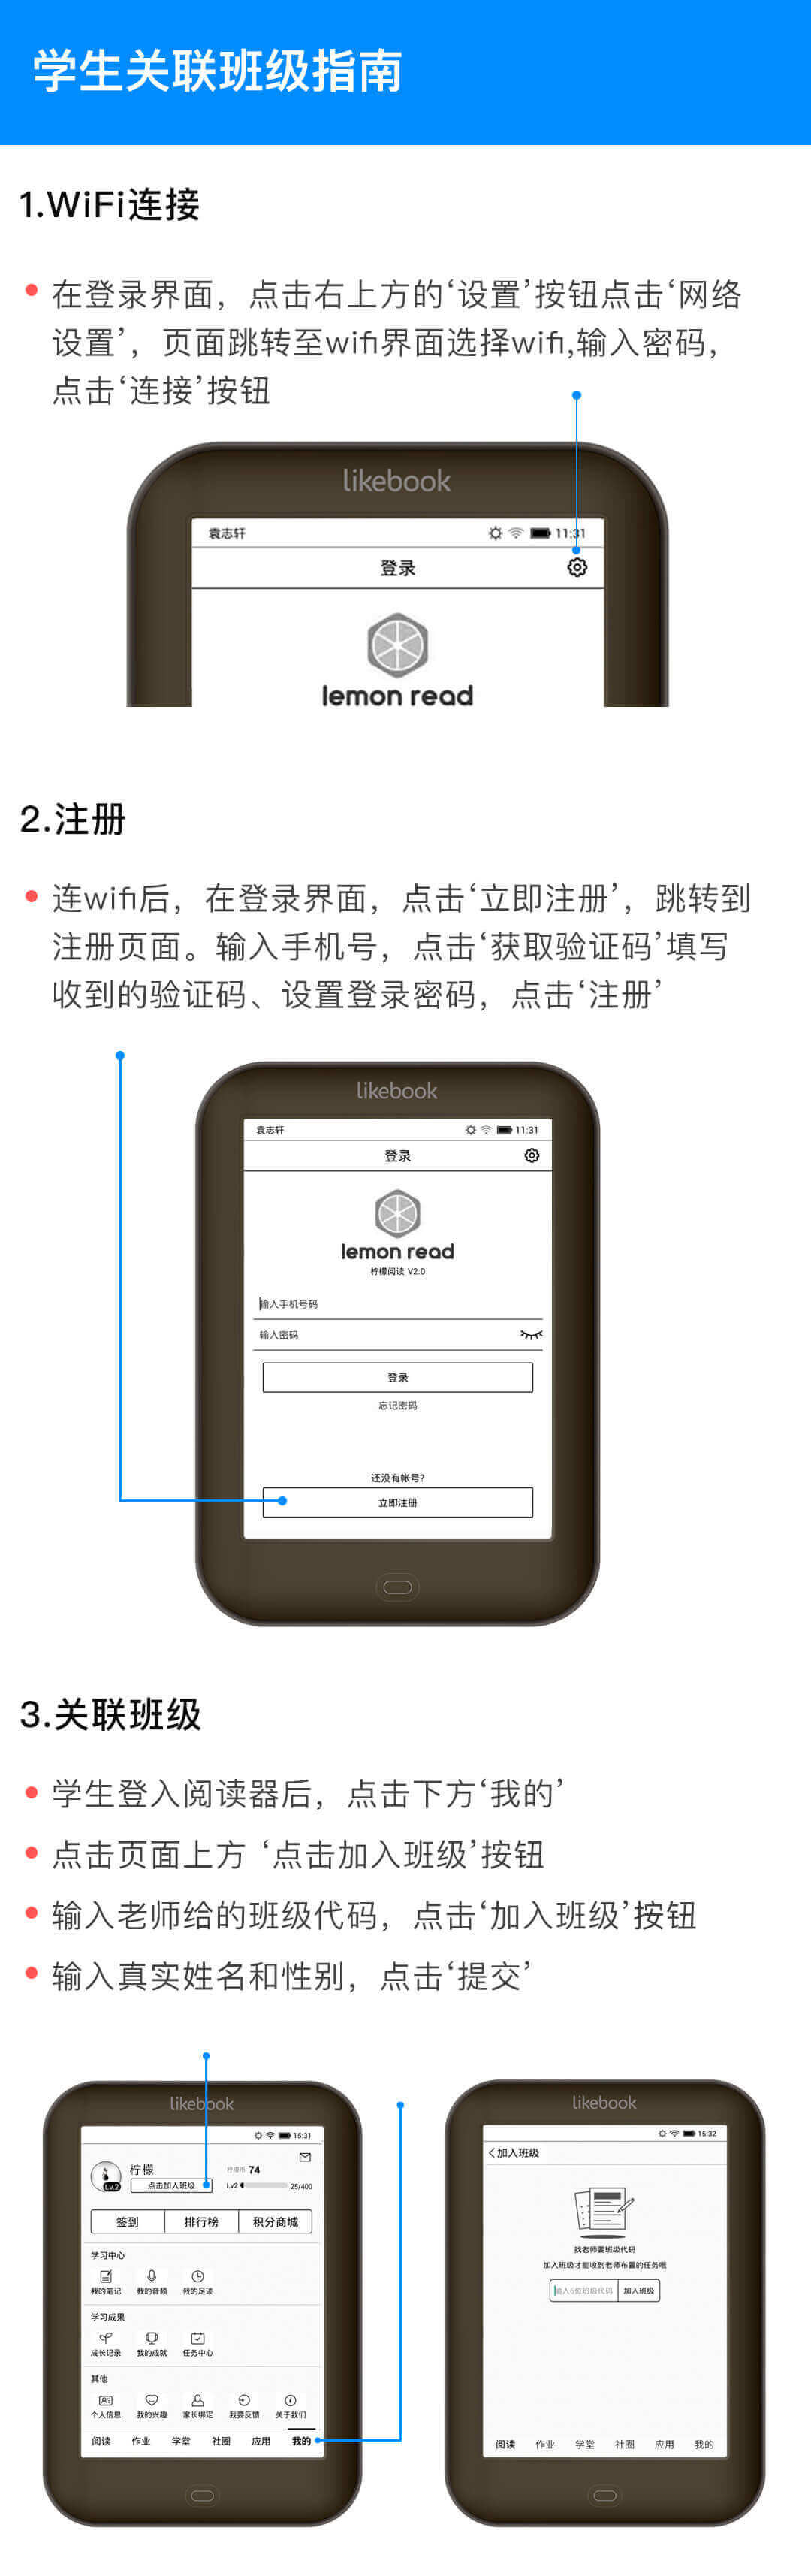 学生关联班级指南
1.WiFi连接
在登录界面，点击右上方的‘设置’按钮点击‘网络
设置’，页面跳转至wifi界面选择wifi,输入密码，
点击‘连接’按钮
likebook
袁志轩 11:31
登录
lemon read
2.注册
连wifi后，在登录界面，点击‘立即注册’，跳转到
注册页面。输入手机号，点击‘获取验证码’填写
收到的验证码、设置登录密码，点击‘注册’
likebook
袁志轩 11:31
登录
lemon read
柠檬阅读 V2.0
输入手机号码
输入密码
登录
忘记密码
还没有帐号?
立即注册
3.关联班级
学生登入阅读器后，点击下方‘我的’
点击页面上方 ‘点击加入班级’按钮
输入老师给的班级代码，点击‘加入班级’按钮
输入真实姓名和性别，点击‘提交’
likebook
15:31
柠檬 柠檬币 74
Lv.2 点击加入班级 Lv2 25/400
签到 排行榜 积分商城
学习中心
我的笔记 我的音频 我的足迹
学习成果
成长记录 我的成就 任务中心
其他
个人信息 我的兴趣 家长绑定 我要反馈 关于我们
阅读 作业 学堂 社圈 应用 我的
likebook
15:32
加入班级
找老师要班级代码
加入班级才能收到老师布置的任务哦
输入6位班级代码 加入班级
阅读 作业 学堂 社圈 应用 我的